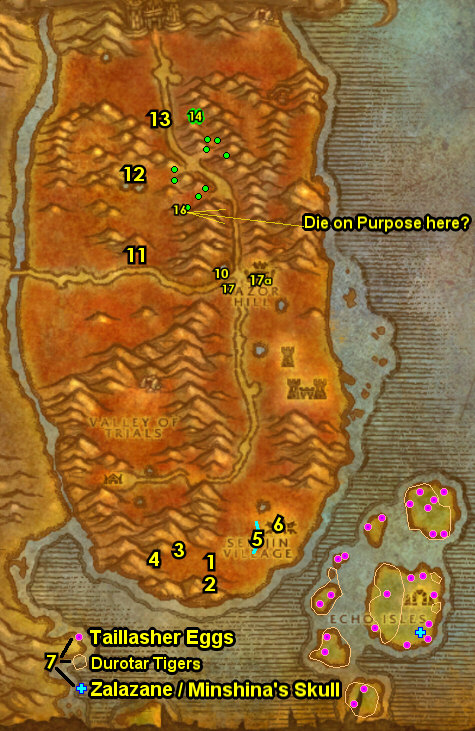 13
14
12
16
Die on Purpose here?
11
10
17
17a
RAZOR
HILL
VALLEY OF
TRIALS
6
5
SEN'JIN
VILLAGE
3
4
1
2
ECHO ISLES
7
Taillasher Eggs
Durotar Tigers
Zalazane / Minshina's Skull